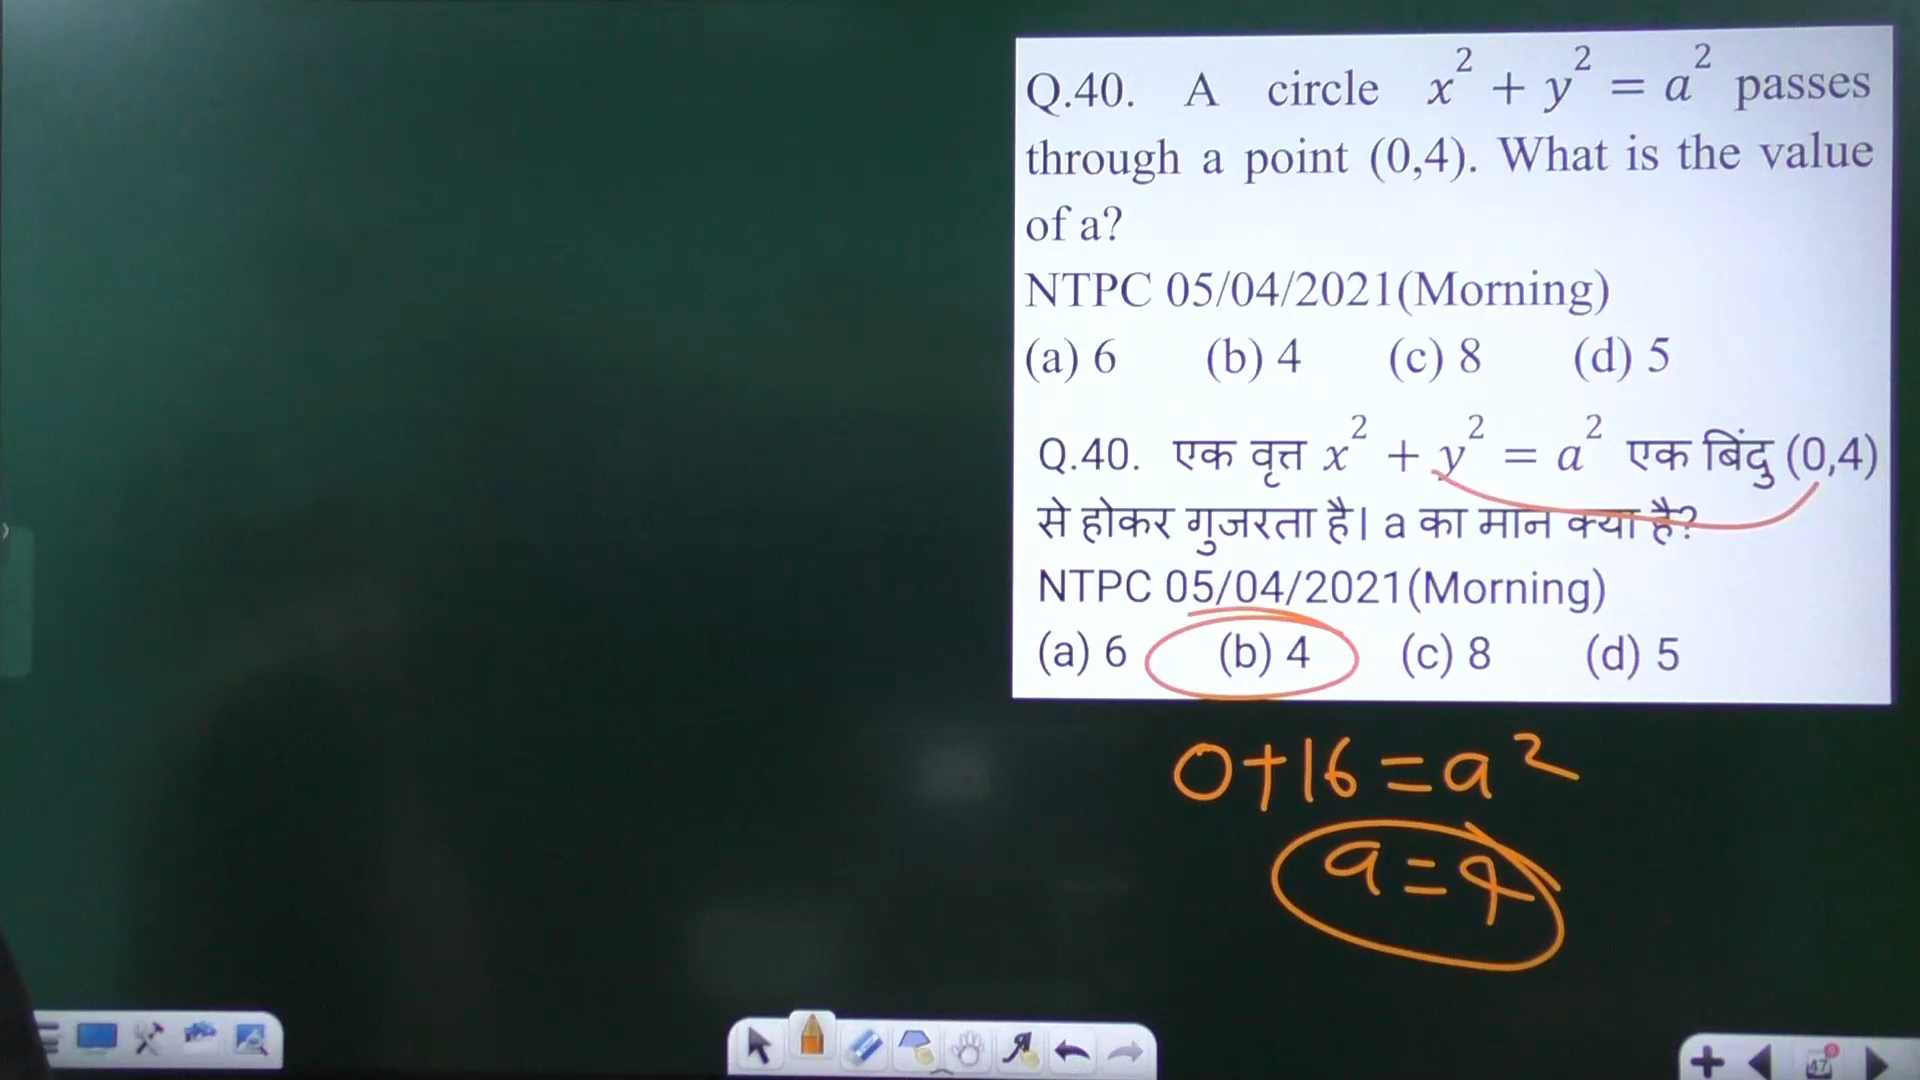 Q.40. A circle x² + y² = a² passes
through a point (0,4). What is the value
of a?
NTPC 05/04/2021(Morning)
(a) 6 (b) 4 (c) 8 (d) 5
Q.40. एक वृत्त x² + y² = a² एक बिंदु (0,4)
से होकर गुजरता है। a का मान क्या है?
NTPC 05/04/2021(Morning)
(a) 6 (b) 4 (c) 8 (d) 5
0+16=a²
a=4
47